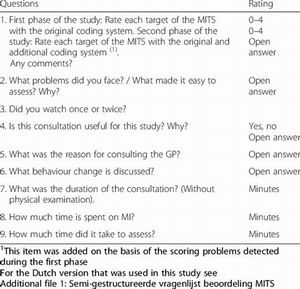 Questions Rating
1. First phase of the study: Rate each target of the MITS 0–4
with the original coding system. Second phase of the 0–4
study: Rate each target of the MITS with the original and Open
additional coding system (1). answer
Any comments?
2. What problems did you face? / What made it easy to Open
assess? Why? answer
3. Did you watch once or twice?
4. Is this consultation useful for this study? Why? Yes, no
Open answer
5. What was the reason for consulting the GP? Open answer
6. What behaviour change is discussed? Open answer
7. What was the duration of the consultation? (Without Minutes
physical examination).
8. How much time is spent on MI? Minutes
9. How much time did it take to assess? Minutes
1This item was added on the basis of the scoring problems detected
during the first phase
For the Dutch version that was used in this study see
Additional file 1: Semi-gestructureerde vragenlijst beoordeling MITS